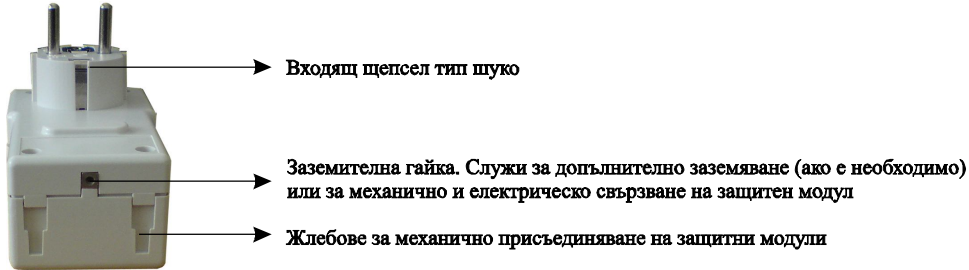 Входящ щепсел тип шуко
Заземителна гайка. Служи за допълнително заземяване (ако е необходимо)
или за механично и електрическо свързване на защитен модул
Жлебове за механично присъединяване на защитни модули